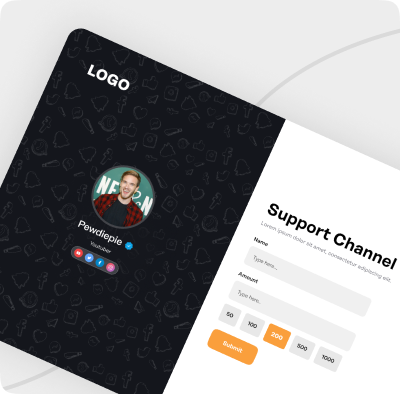 LOGO
NE
N
Pewdiepie
Youtuber
Support Channel
Lorem ipsum dolor sit amet, consectetur adipiscing elit.
Name
Type here..
Amount
Type here..
50
100
200
500
1000
Submit